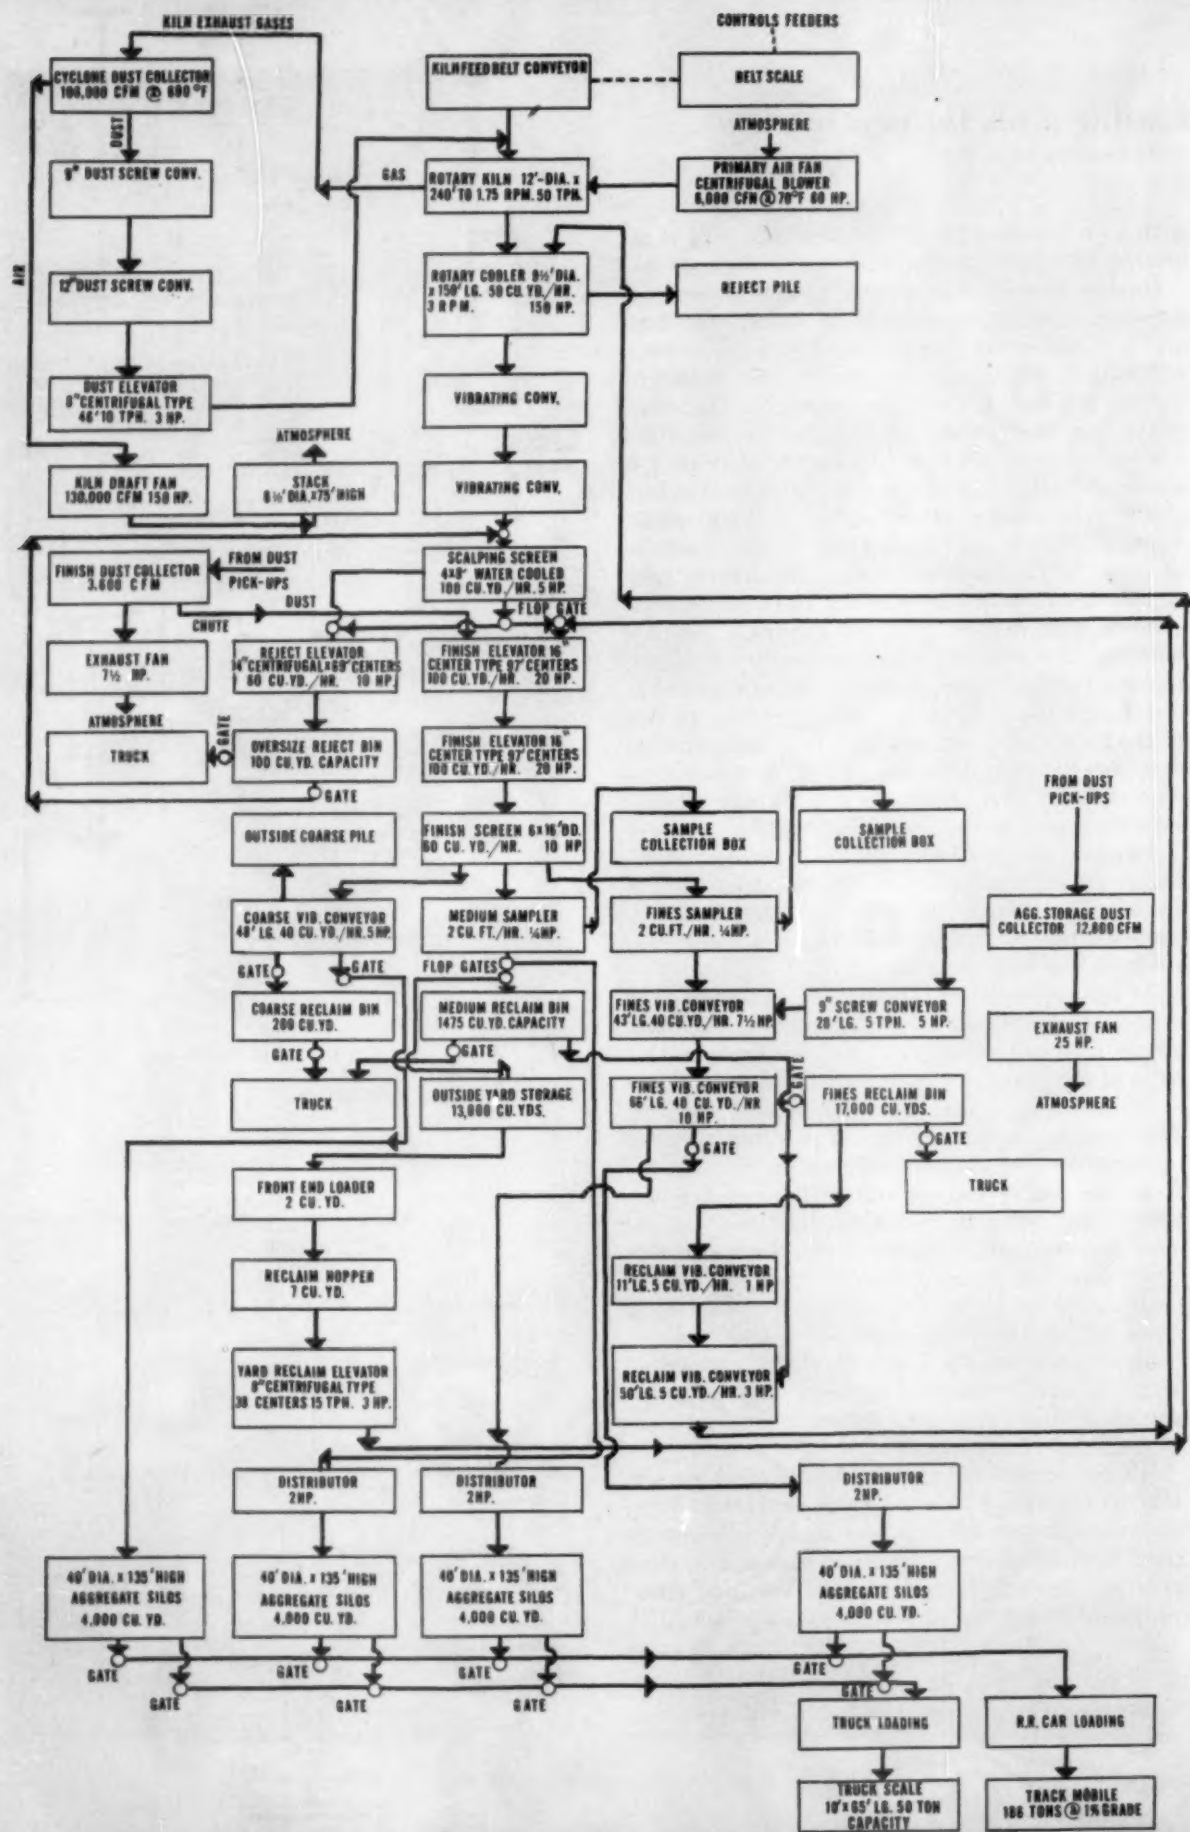 KILN EXHAUST GASES
CONTROLS FEEDERS
CYCLONE DUST COLLECTOR
100,000 CFM @ 600°F
KILN FEED BELT CONVEYOR
BELT SCALE
DUST
ATMOSPHERE
9" DUST SCREW CONV.
GAS
ROTARY KILN 12'-DIA. x
240' TO 1.75 RPM. 50 TPH.
PRIMARY AIR FAN
CENTRIFUGAL BLOWER
6,000 CFM @ 70°F 60 HP.
AIR
12" DUST SCREW CONV.
ROTARY COOLER 9½' DIA.
x 150' LG. 50 CU. YD./HR.
3 RPM. 150 HP.
REJECT PILE
DUST ELEVATOR
8" CENTRIFUGAL TYPE
46' 10 TPH. 3 HP.
VIBRATING CONV.
ATMOSPHERE
KILN DRAFT FAN
130,000 CFM 150 HP.
STACK
8½' DIA. x 75' HIGH
VIBRATING CONV.
FINISH DUST COLLECTOR
3,600 CFM
FROM DUST
PICK-UPS
SCALPING SCREEN
4x8' WATER COOLED
100 CU. YD./HR. 5 HP.
DUST
CHUTE
FLOP GATE
EXHAUST FAN
7½ HP.
REJECT ELEVATOR
14" CENTRIFUGAL x 69' CENTERS
60 CU. YD./HR. 10 HP.
FINISH ELEVATOR 16"
CENTER TYPE 97' CENTERS
100 CU. YD./HR. 20 HP.
ATMOSPHERE
TRUCK
GATE
OVERSIZE REJECT BIN
100 CU. YD. CAPACITY
FINISH ELEVATOR 16"
CENTER TYPE 97' CENTERS
100 CU. YD./HR. 20 HP.
GATE
FROM DUST
PICK-UPS
OUTSIDE COARSE PILE
FINISH SCREEN 6 x 16' DD.
60 CU. YD./HR. 10 HP
SAMPLE
COLLECTION BOX
SAMPLE
COLLECTION BOX
COARSE VIB. CONVEYOR
48' LG. 40 CU. YD./HR. 5 HP.
MEDIUM SAMPLER
2 CU. FT./HR. ¼ HP.
FINES SAMPLER
2 CU. FT./HR. ¼ HP.
AGG. STORAGE DUST
COLLECTOR 12,800 CFM
GATE
GATE
FLOP GATES
COARSE RECLAIM BIN
200 CU. YD.
MEDIUM RECLAIM BIN
1475 CU. YD. CAPACITY
FINES VIB. CONVEYOR
43' LG. 40 CU. YD./HR. 7½ HP.
9" SCREW CONVEYOR
20' LG. 5 TPH. 5 HP.
EXHAUST FAN
25 HP.
GATE
GATE
GATE
TRUCK
OUTSIDE YARD STORAGE
13,000 CU. YDS.
FINES VIB. CONVEYOR
66' LG. 40 CU. YD./HR
10 HP.
FINES RECLAIM BIN
17,000 CU. YDS.
ATMOSPHERE
GATE
GATE
FRONT END LOADER
2 CU. YD.
TRUCK
RECLAIM HOPPER
7 CU. YD.
RECLAIM VIB. CONVEYOR
11' LG. 5 CU. YD./HR. 1 HP
YARD RECLAIM ELEVATOR
8" CENTRIFUGAL TYPE
38 CENTERS 15 TPH. 3 HP.
RECLAIM VIB. CONVEYOR
50' LG. 5 CU. YD./HR. 3 HP.
DISTRIBUTOR
2 HP.
DISTRIBUTOR
2 HP.
DISTRIBUTOR
2 HP.
40' DIA. x 135' HIGH
AGGREGATE SILOS
4,000 CU. YD.
40' DIA. x 135' HIGH
AGGREGATE SILOS
4,000 CU. YD.
40' DIA. x 135' HIGH
AGGREGATE SILOS
4,000 CU. YD.
40' DIA. x 135' HIGH
AGGREGATE SILOS
4,000 CU. YD.
GATE
GATE
GATE
GATE
GATE
GATE
GATE
GATE
TRUCK LOADING
R.R. CAR LOADING
TRUCK SCALE
10' x 65' LG. 50 TON
CAPACITY
TRACK MOBILE
186 TONS @ 1% GRADE